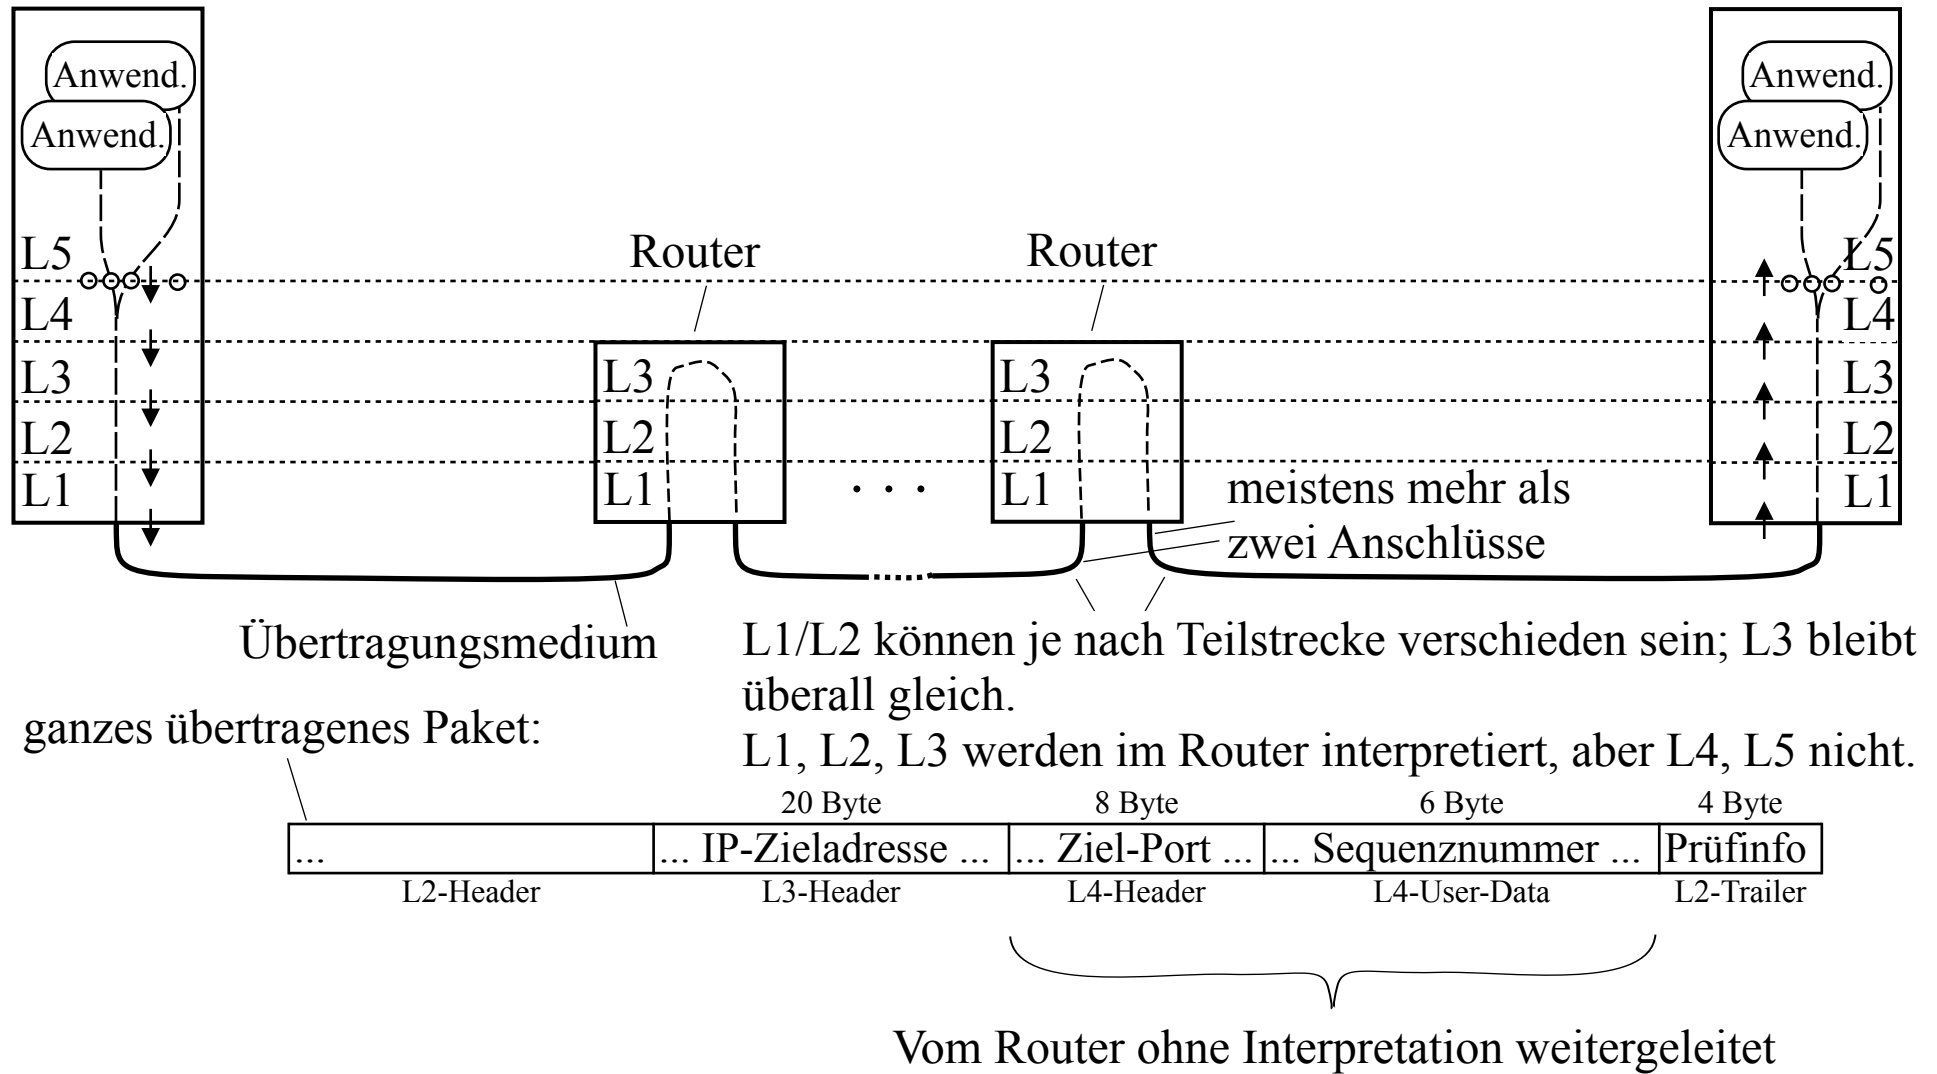 Anwend.
Anwend.
Anwend.
Anwend.
Router
Router
L5
L5
L4
L4
L3
L3
L3
L3
L2
L2
L2
L2
L1
L1
. . .
L1
L1
meistens mehr als
zwei Anschlüsse
Übertragungsmedium
L1/L2 können je nach Teilstrecke verschieden sein; L3 bleibt
überall gleich.
ganzes übertragenes Paket:
L1, L2, L3 werden im Router interpretiert, aber L4, L5 nicht.
20 Byte
8 Byte
6 Byte
4 Byte
...
... IP-Zieladresse ...
... Ziel-Port ...
... Sequenznummer ...
Prüfinfo
L2-Header
L3-Header
L4-Header
L4-User-Data
L2-Trailer
Vom Router ohne Interpretation weitergeleitet